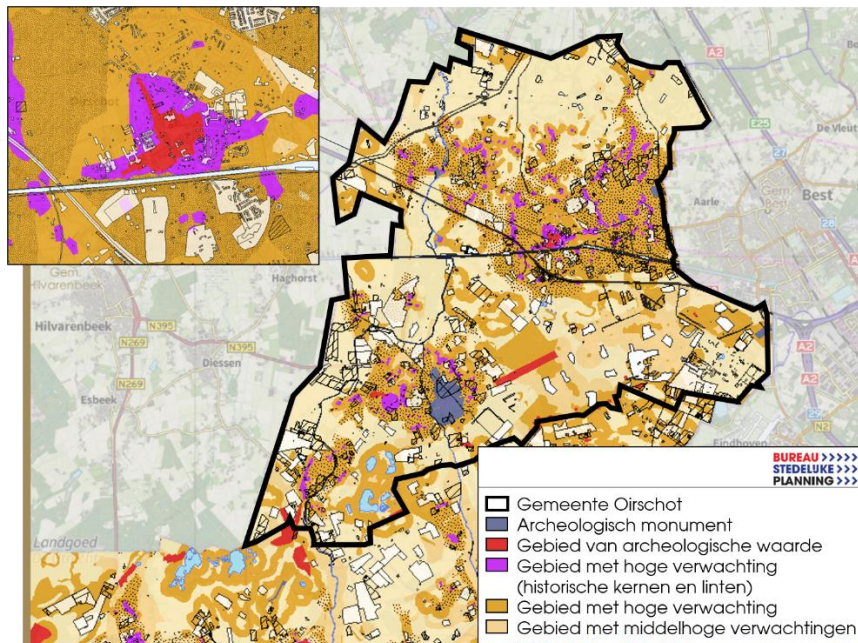 A2
E25
De Vleut
27
Gem.
Best
Aarle
Best
28
Gem.
Hilvarenbeek
Haghorst
Hilvarenbeek
N395
N269
N395
Diessen
N269
Esbeek
A2
A2
Eindhoven
N2
Landgoed
BUREAU
STEDELIJKE
PLANNING
Gemeente Oirschot
Archeologisch monument
Gebied van archeologische waarde
Gebied met hoge verwachting
(historische kernen en linten)
Gebied met hoge verwachting
Gebied met middelhoge verwachtingen